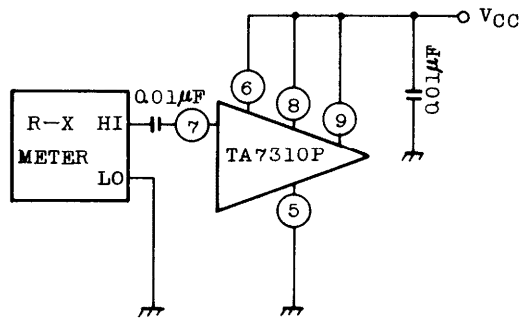 VCC
0.01µF
0.01µF
6
8
9
R-X HI
METER
7
TA7310P
LO
5